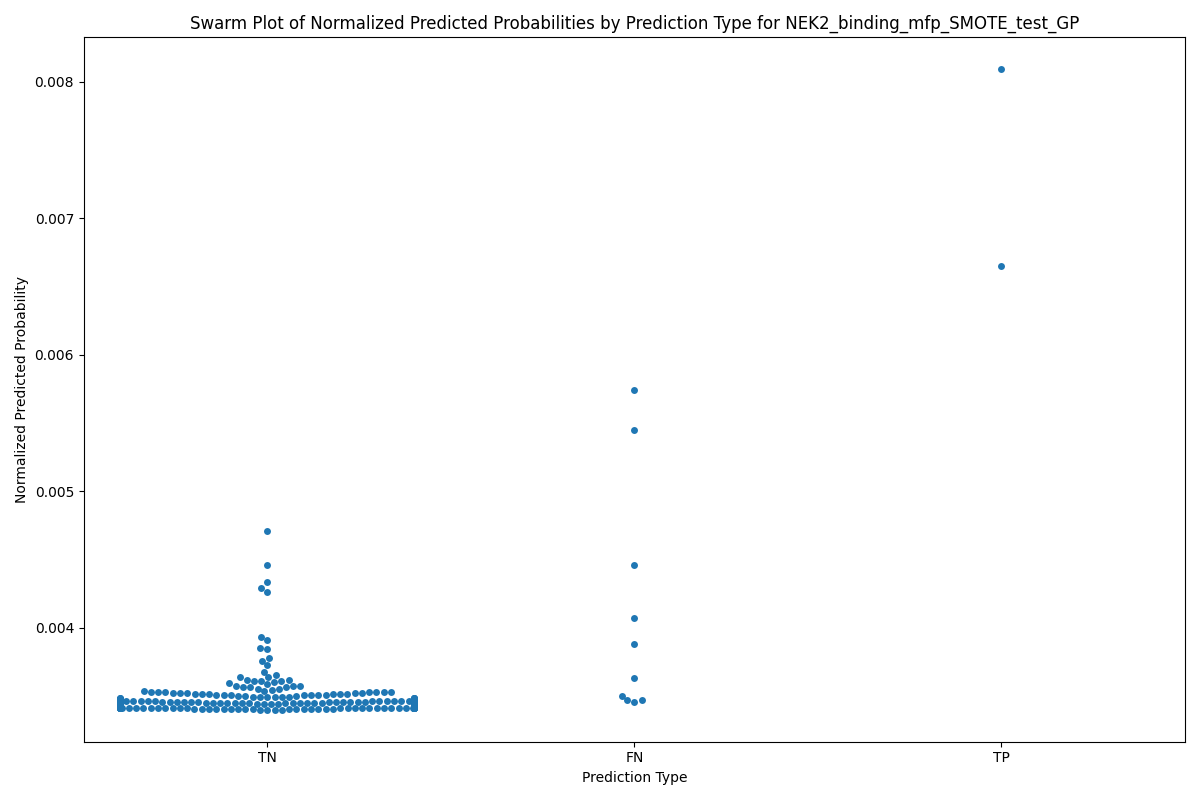 Swarm Plot of Normalized Predicted Probabilities by Prediction Type for NEK2_binding_mfp_SMOTE_test_GP
0.008
0.007
0.006
0.005
0.004
Normalized Predicted Probability
TN
FN
TP
Prediction Type